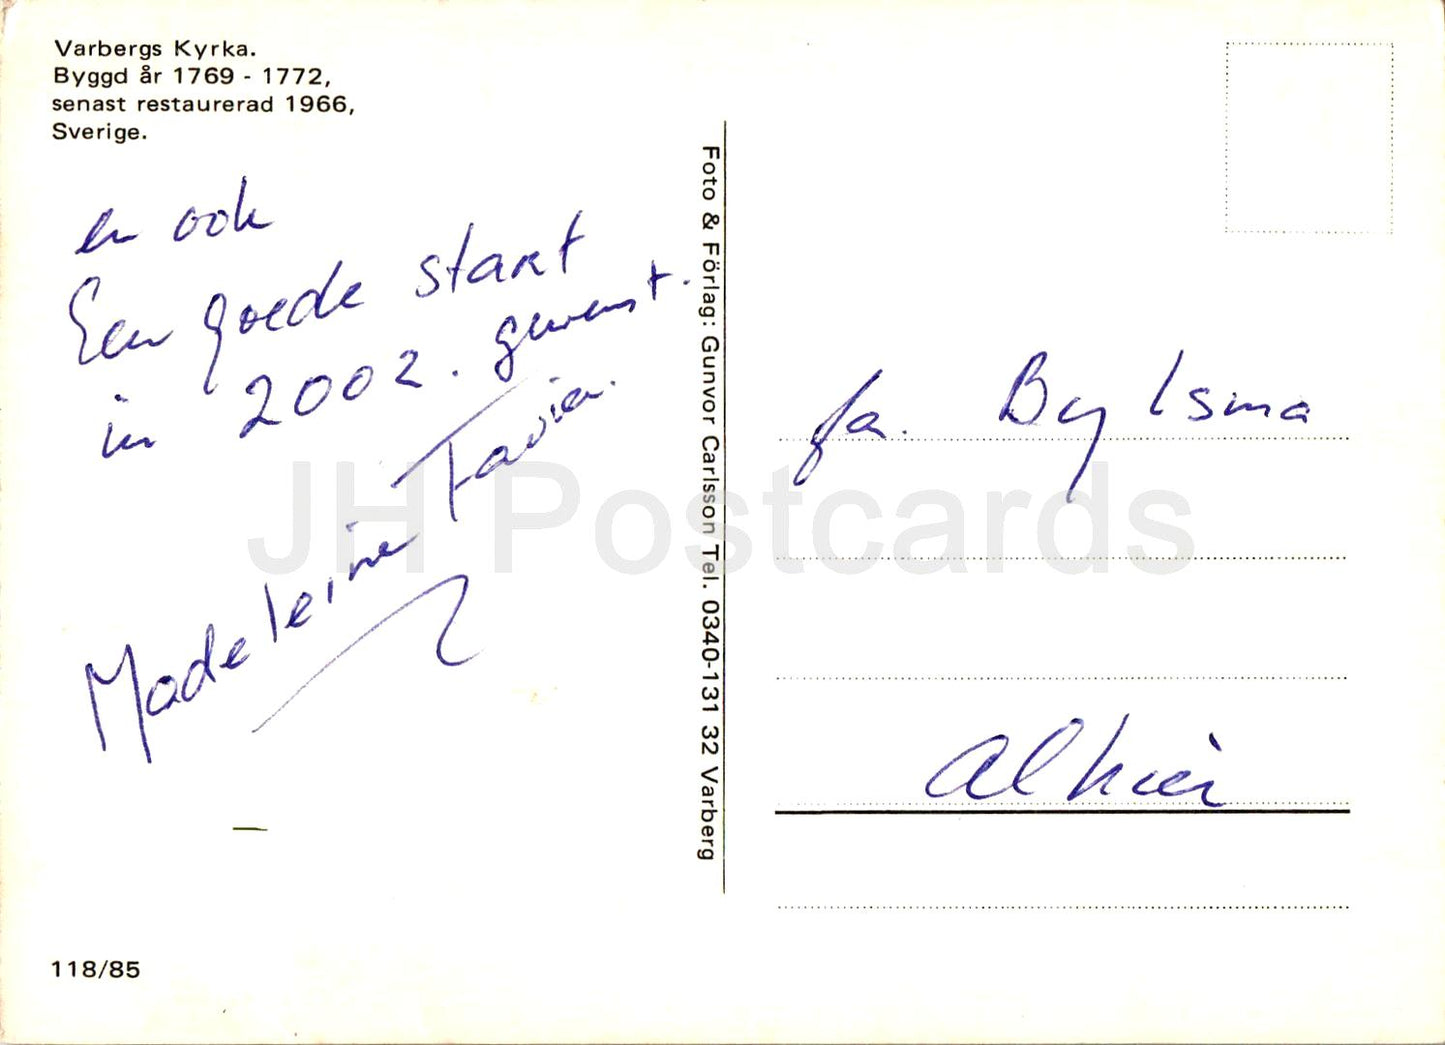 Varbergs Kyrka.
Byggd år 1769 - 1772,
senast restaurerad 1966,
Sverige.
en ook
Een goede start
in 2002. gewenst.
Madeleine Favier.
118/85
Foto & Förlag: Gunvor Carlsson Tel. 0340-131 32 Varberg
fa. Bylsma
alhier
JH Postcards